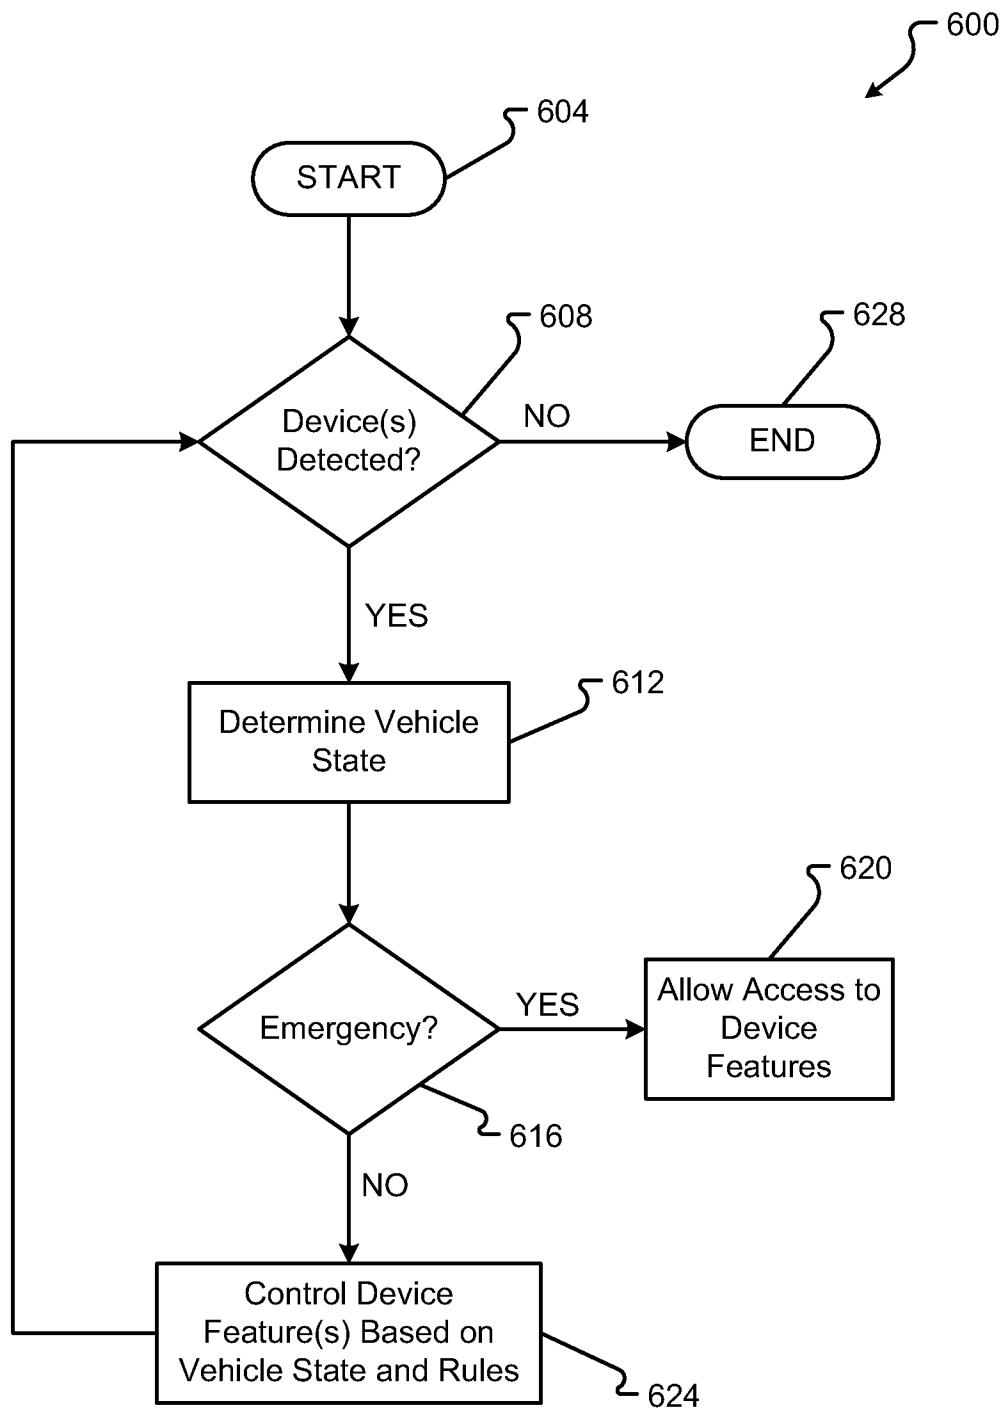 600
604
START
608
628
Device(s)
Detected?
NO
END
YES
612
Determine Vehicle
State
620
Emergency?
YES
Allow Access to
Device
Features
616
NO
Control Device
Feature(s) Based on
Vehicle State and Rules
624